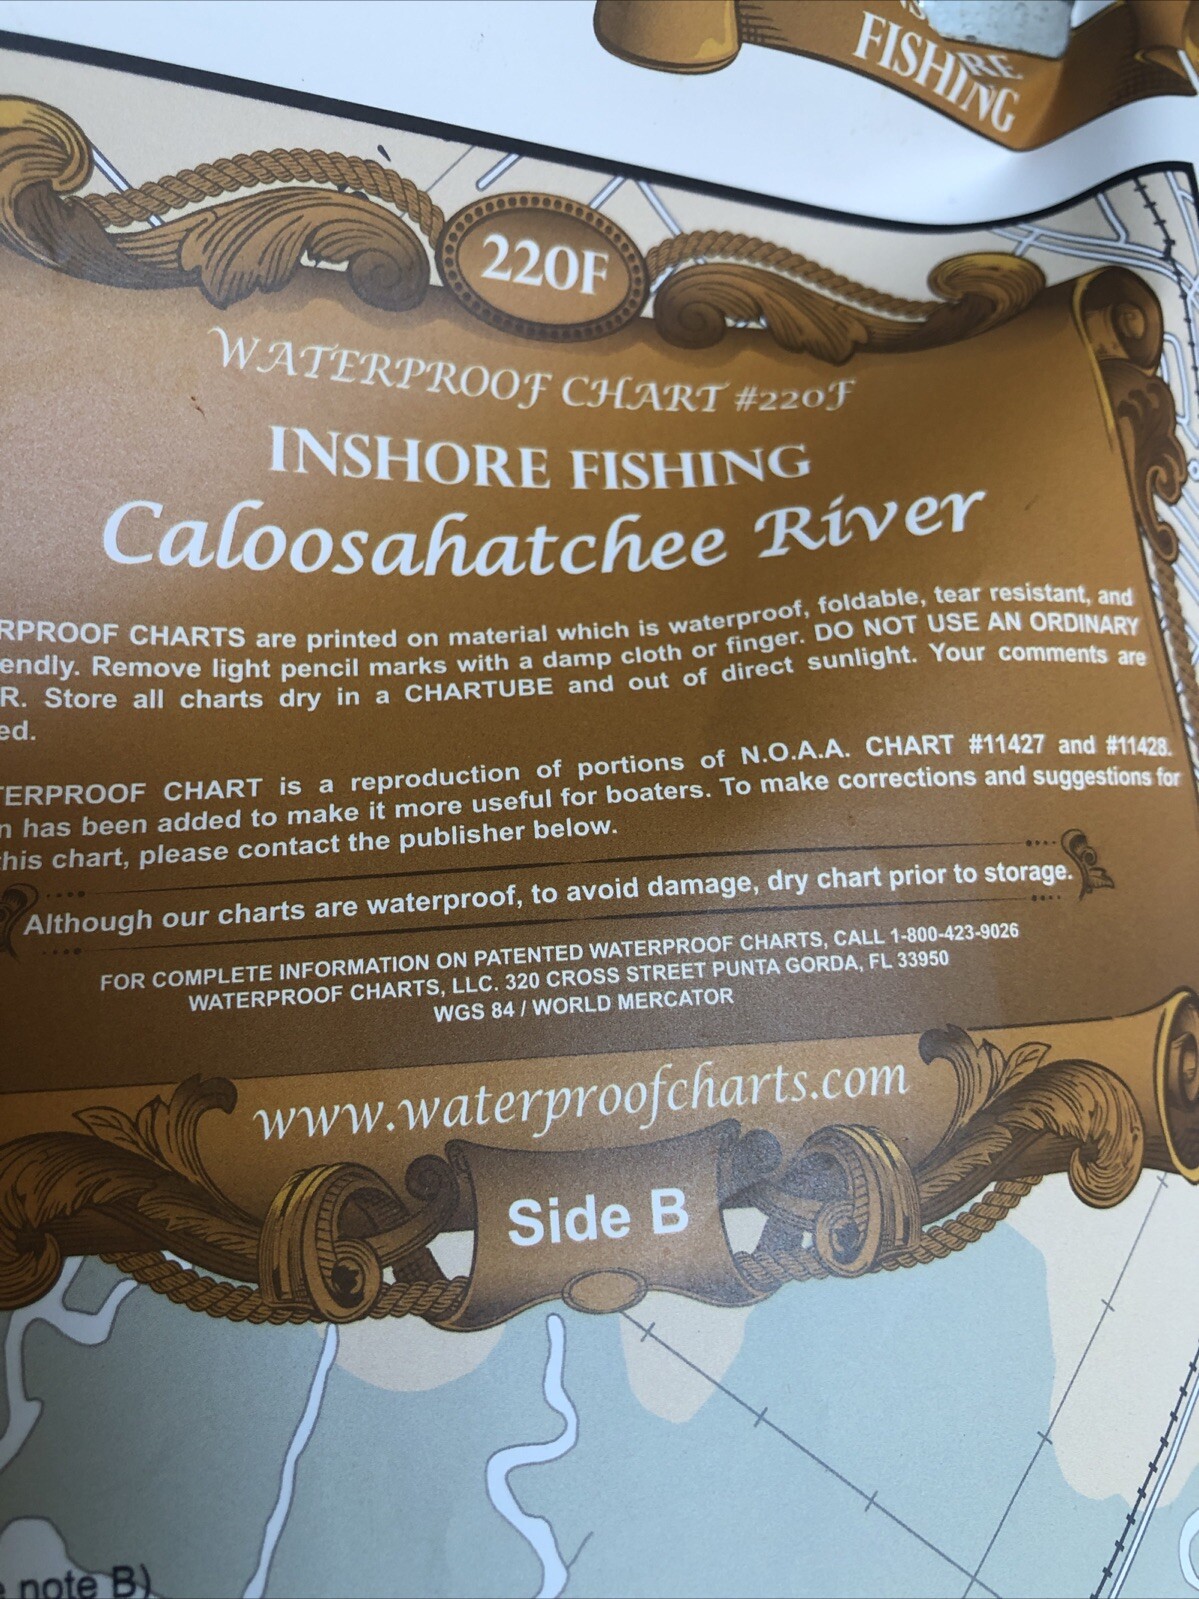 FISHING
RE
220F
WATERPROOF CHART #220F
INSHORE FISHING
Caloosahatchee River
RPROOF CHARTS are printed on material which is waterproof, foldable, tear resistant, and
endly. Remove light pencil marks with a damp cloth or finger. DO NOT USE AN ORDINARY
R. Store all charts dry in a CHARTUBE and out of direct sunlight. Your comments are
ed.
TERPROOF CHART is a reproduction of portions of N.O.A.A. CHART #11427 and #11428.
n has been added to make it more useful for boaters. To make corrections and suggestions for
this chart, please contact the publisher below.
Although our charts are waterproof, to avoid damage, dry chart prior to storage.
FOR COMPLETE INFORMATION ON PATENTED WATERPROOF CHARTS, CALL 1-800-423-9026
WATERPROOF CHARTS, LLC. 320 CROSS STREET PUNTA GORDA, FL 33950
WGS 84 / WORLD MERCATOR
www.waterproofcharts.com
Side B
e note B)